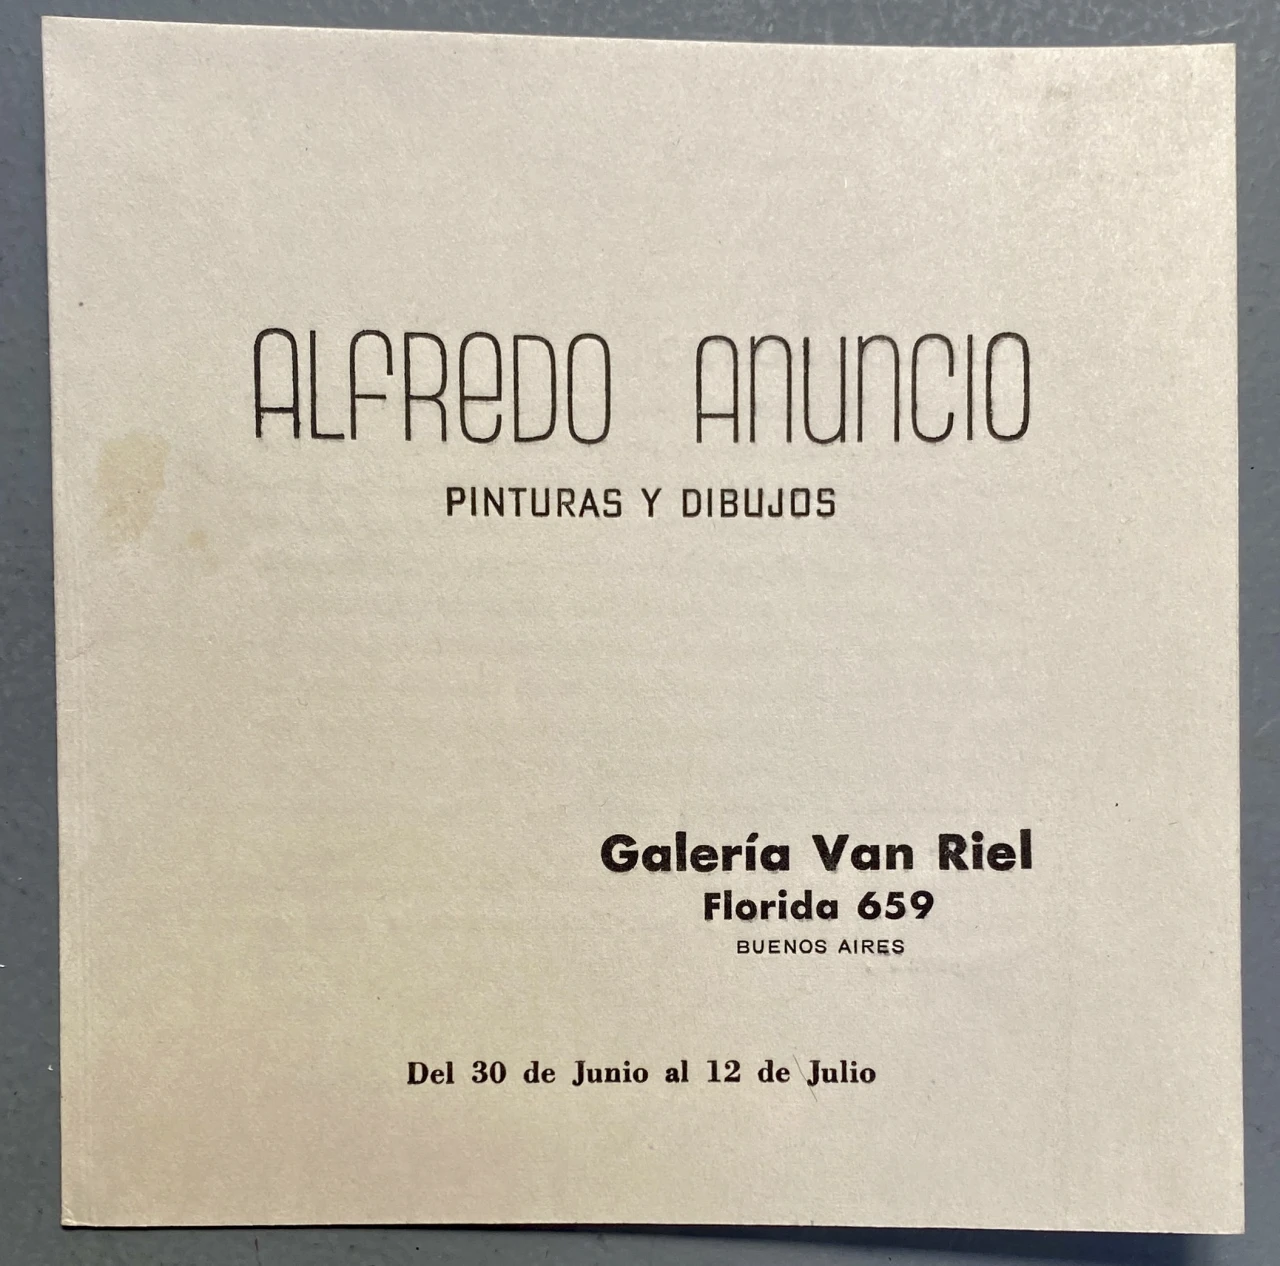 ALFREDO ANUNCIO
PINTURAS Y DIBUJOS
Galería Van Riel
Florida 659
BUENOS AIRES
Del 30 de Junio al 12 de Julio